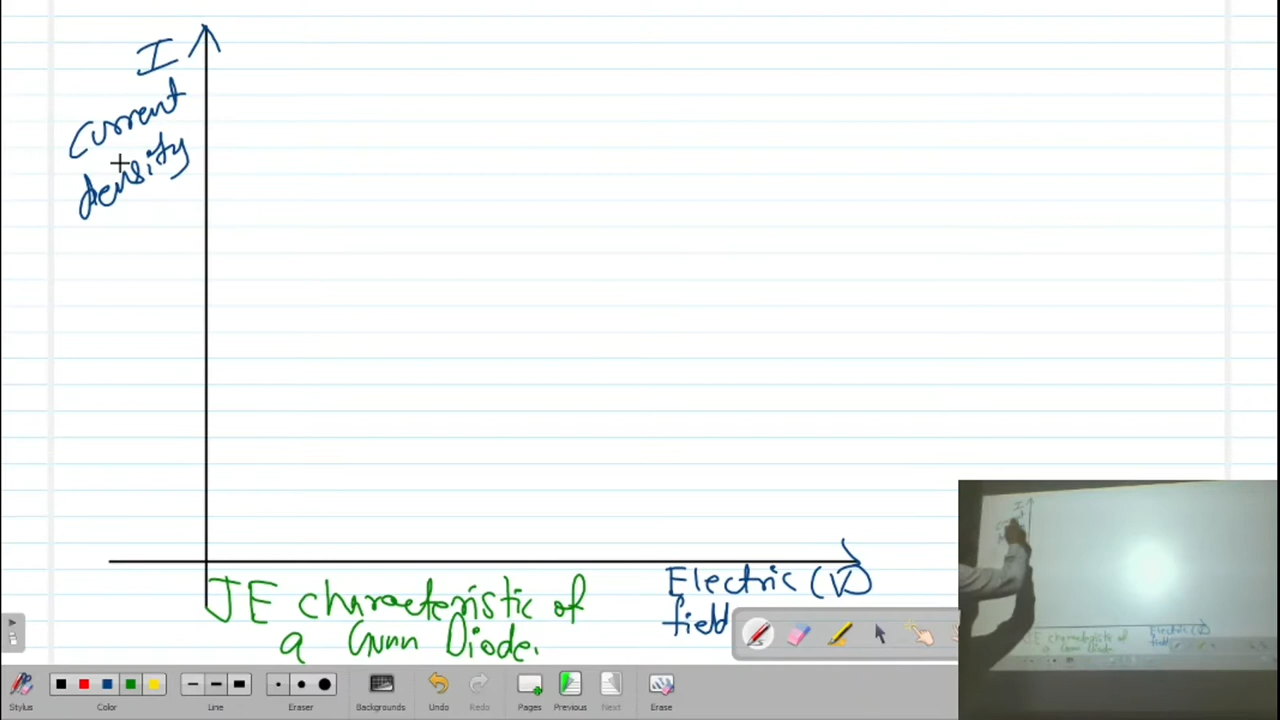 I
Current
density
Electric (V)
field
JE characteristic of
a Gunn Diode.
Stylus
Color
Line
Eraser
Backgrounds
Undo
Redo
Pages
Previous
Next
Erase